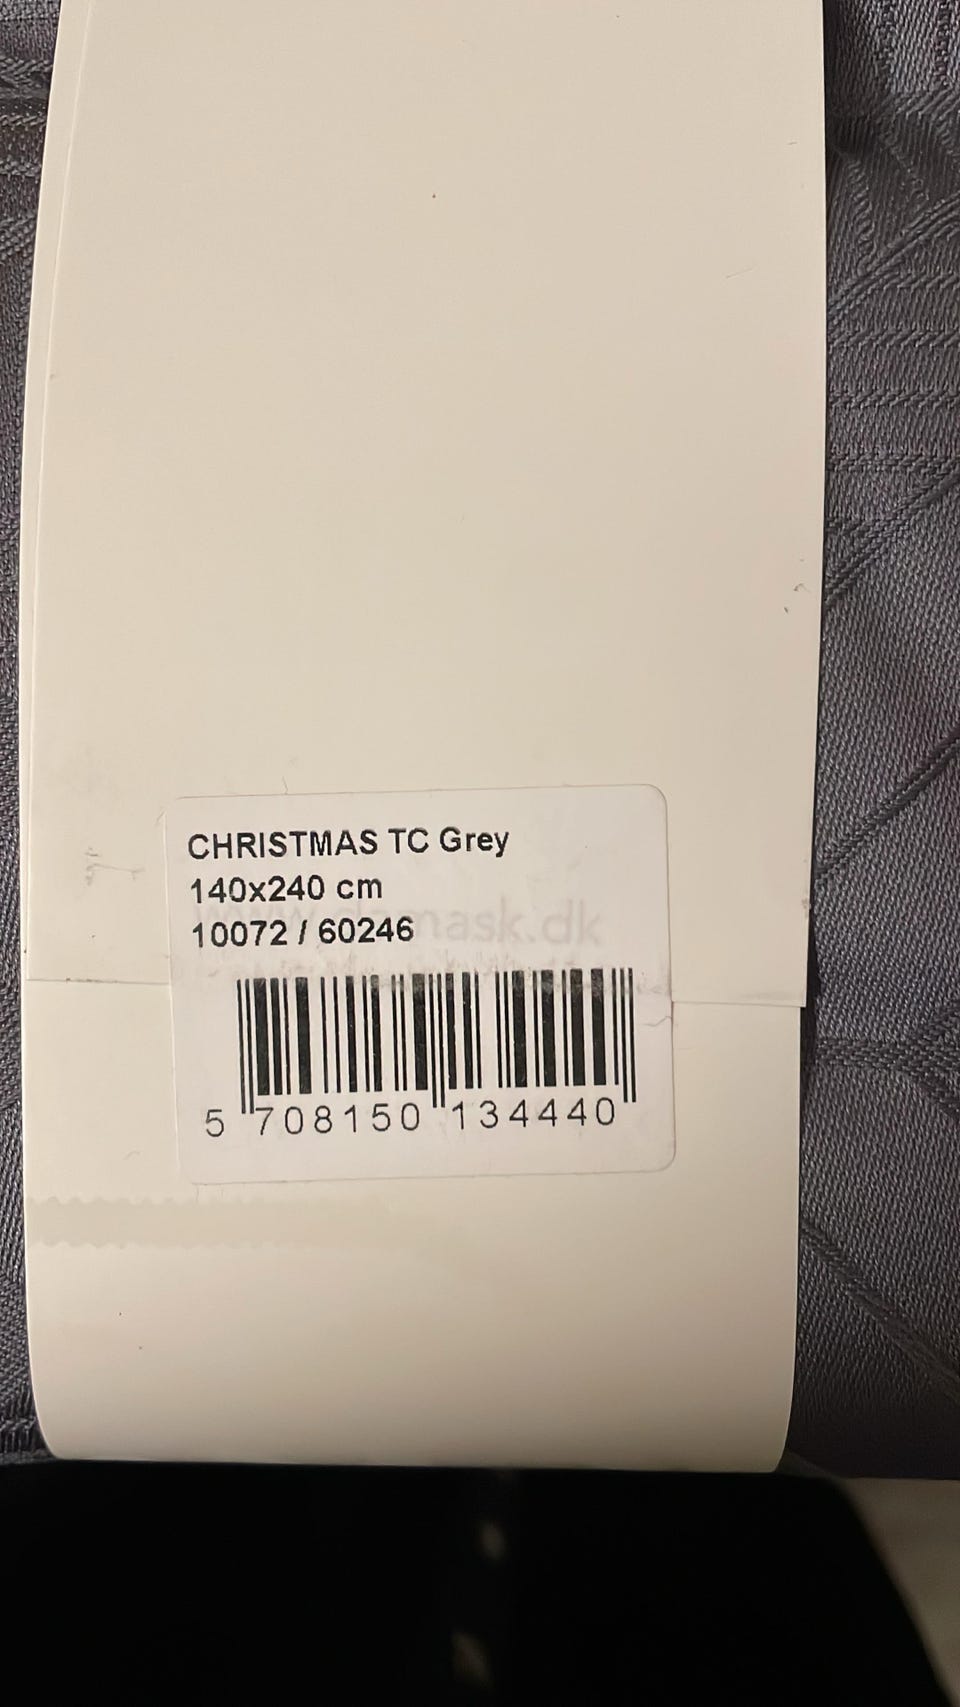 CHRISTMAS TC Grey
140x240 cm
10072 / 60246
5 708150 134440